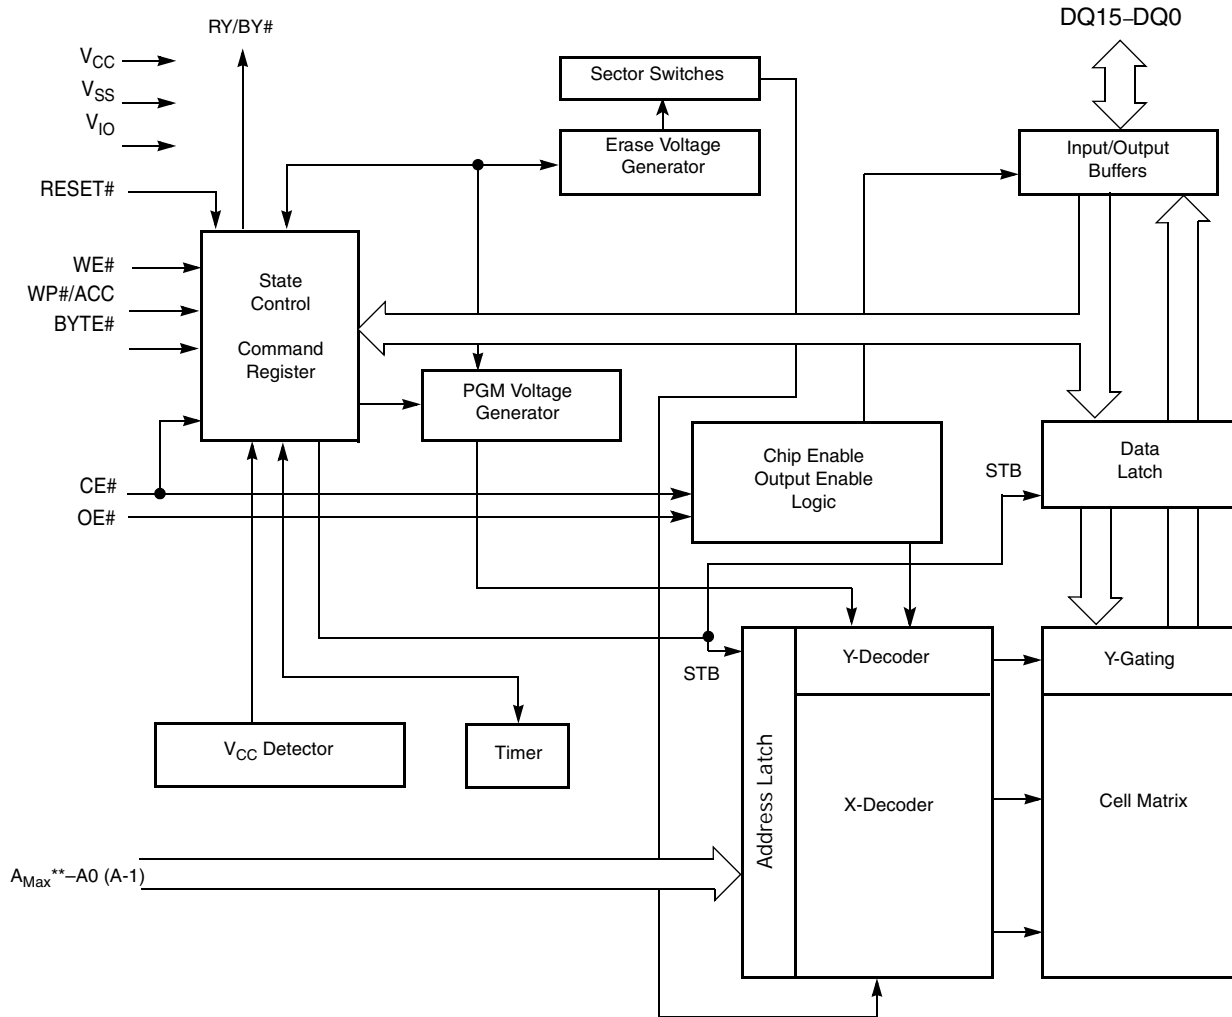 RY/BY#
DQ15–DQ0
VCC
VSS
VIO
Sector Switches
Erase Voltage
Generator
Input/Output
Buffers
RESET#
WE#
WP#/ACC
BYTE#
State
Control
Command
Register
PGM Voltage
Generator
Chip Enable
Output Enable
Logic
STB
Data
Latch
CE#
OE#
STB
Y-Decoder
Y-Gating
VCC Detector
Timer
Address Latch
X-Decoder
Cell Matrix
AMax**–A0 (A-1)